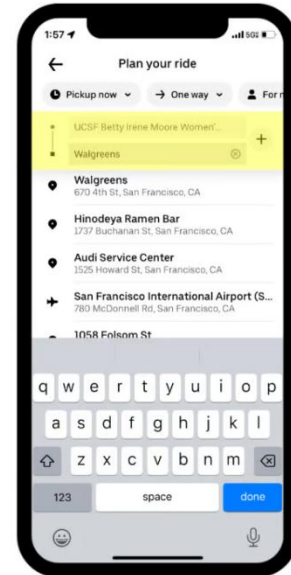 1:57
5G
Plan your ride
Pickup now
One way
For r
UCSF Betty Irene Moore Women'...
Walgreens
Walgreens
670 4th St, San Francisco, CA
Hinodeya Ramen Bar
1737 Buchanan St, San Francisco, CA
Audi Service Center
1525 Howard St, San Francisco, CA
San Francisco International Airport (S...
780 McDonnell Rd, San Francisco, CA
1058 Folsom St
q w e r t y u i o p
a s d f g h j k l
z x c v b n m
123 space done